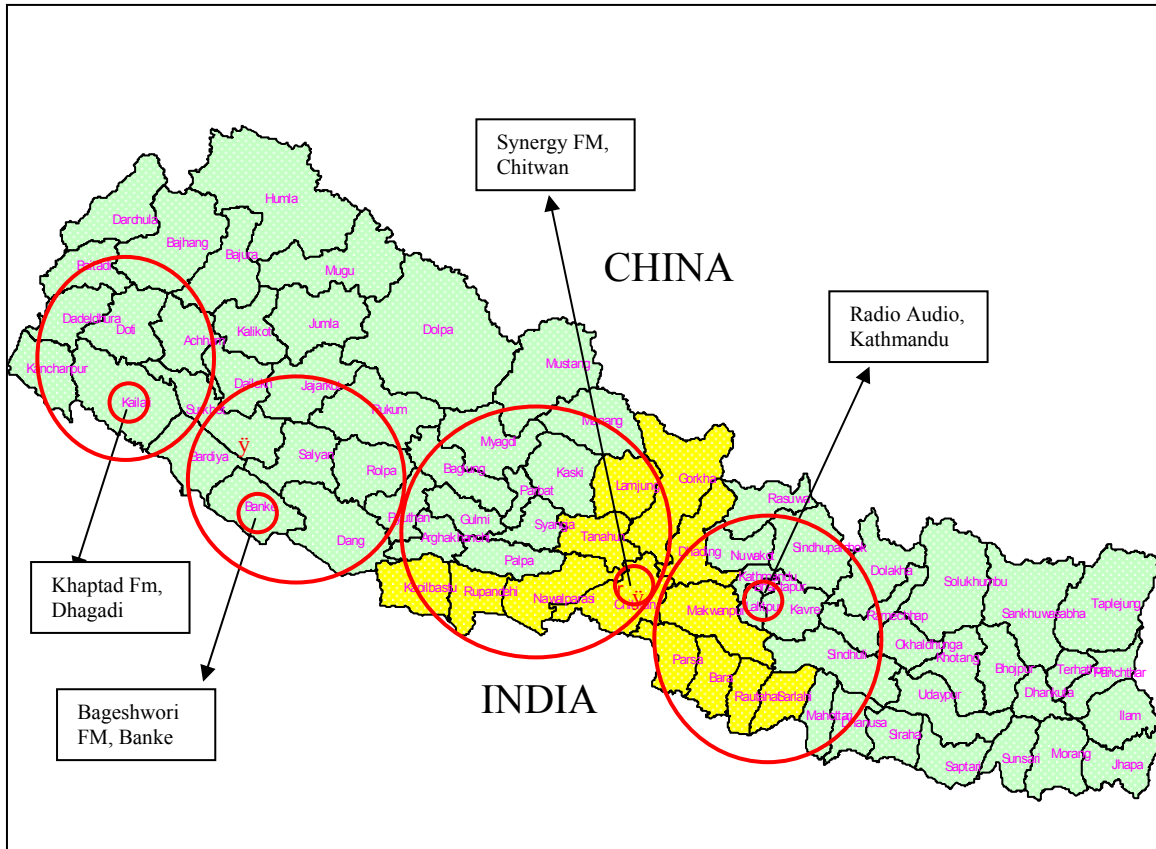 Synergy FM,
Chitwan
Humla
Darchula
Bajhang
Bajura
CHINA
Baitadi
Mugu
Radio Audio,
Kathmandu
Dadeldhura
Doti
Achham
Kalikot
Jumla
Dolpa
Kanchanpur
Mustang
Dailekh
Jajarkot
Kailali
Surkhet
Rukum
Manang
ÿ
Myagdi
Bardiya
Salyan
Rolpa
Baglung
Kaski
Lamjung
Gorkha
Parbat
Rasuwa
Banke
Pyuthan
Gulmi
Syangja
Tanahun
Dang
Arghakhanchi
Dhading
Nuwakot
Sindhupalchok
Dolakha
Palpa
Kathmandu
Solukhumbu
Khaptad Fm,
Dhagadi
Kapilbastu
Rupandehi
Nawalparasi
ÿ
Chitwan
Makwanpur
Lalitpur
Kavre
Ramechhap
Sankhuwasabha
Taplejung
Okhaldhunga
Khotang
Sindhuli
Parsa
Bara
Bhojpur
Terhathum
Panchthar
INDIA
Rautahat
Sarlahi
Udaypur
Dhankuta
Bageshwori
FM, Banke
Mahottari
Dhanusa
Siraha
Ilam
Saptari
Sunsari
Morang
Jhapa